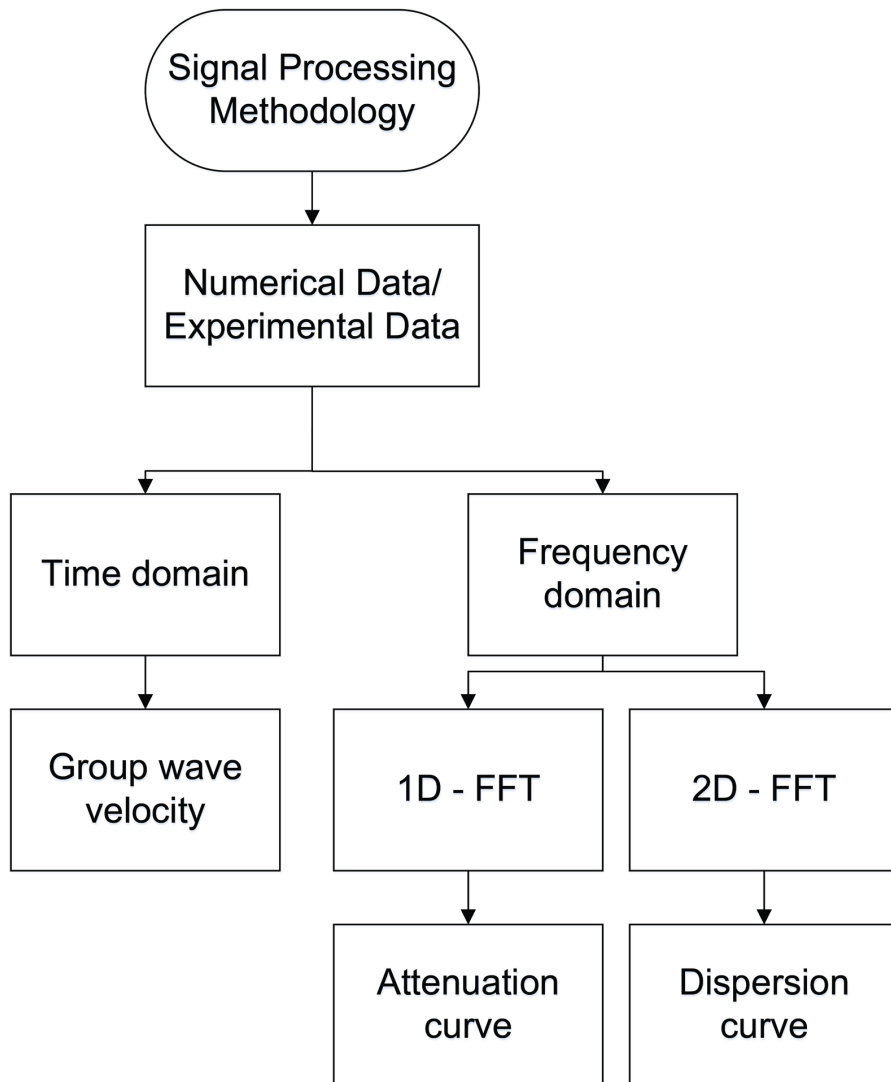 Signal Processing
Methodology
Numerical Data/
Experimental Data
Time domain
Frequency
domain
Group wave
velocity
1D - FFT
2D - FFT
Attenuation
curve
Dispersion
curve